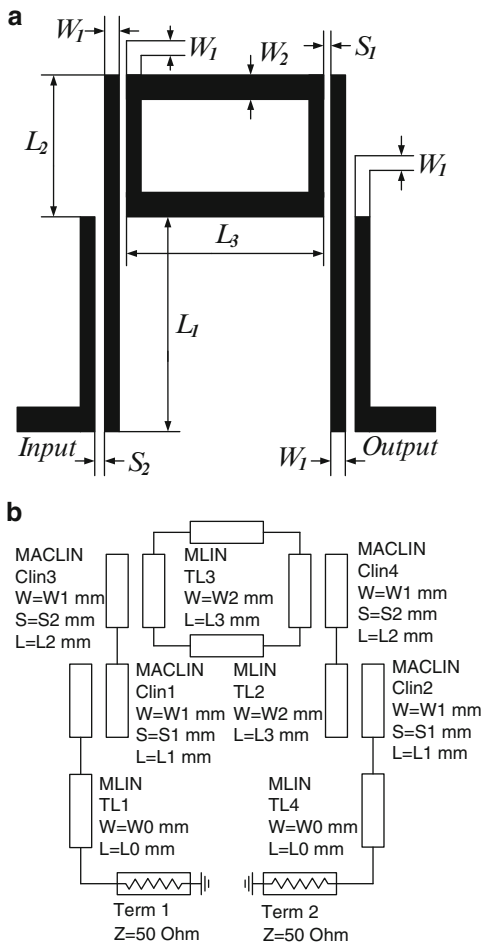 a
W1
W1
W2
S1
L2
W1
L3
L1
Input
S2
W1
Output
b
MACLIN
Clin3
W=W1 mm
S=S2 mm
L=L2 mm
MLIN
TL3
W=W2 mm
L=L3 mm
MACLIN
Clin4
W=W1 mm
S=S2 mm
L=L2 mm
MACLIN
Clin1
W=W1 mm
S=S1 mm
L=L1 mm
MLIN
TL2
W=W2 mm
L=L3 mm
MACLIN
Clin2
W=W1 mm
S=S1 mm
L=L1 mm
MLIN
TL1
W=W0 mm
L=L0 mm
MLIN
TL4
W=W0 mm
L=L0 mm
Term 1
Z=50 Ohm
Term 2
Z=50 Ohm